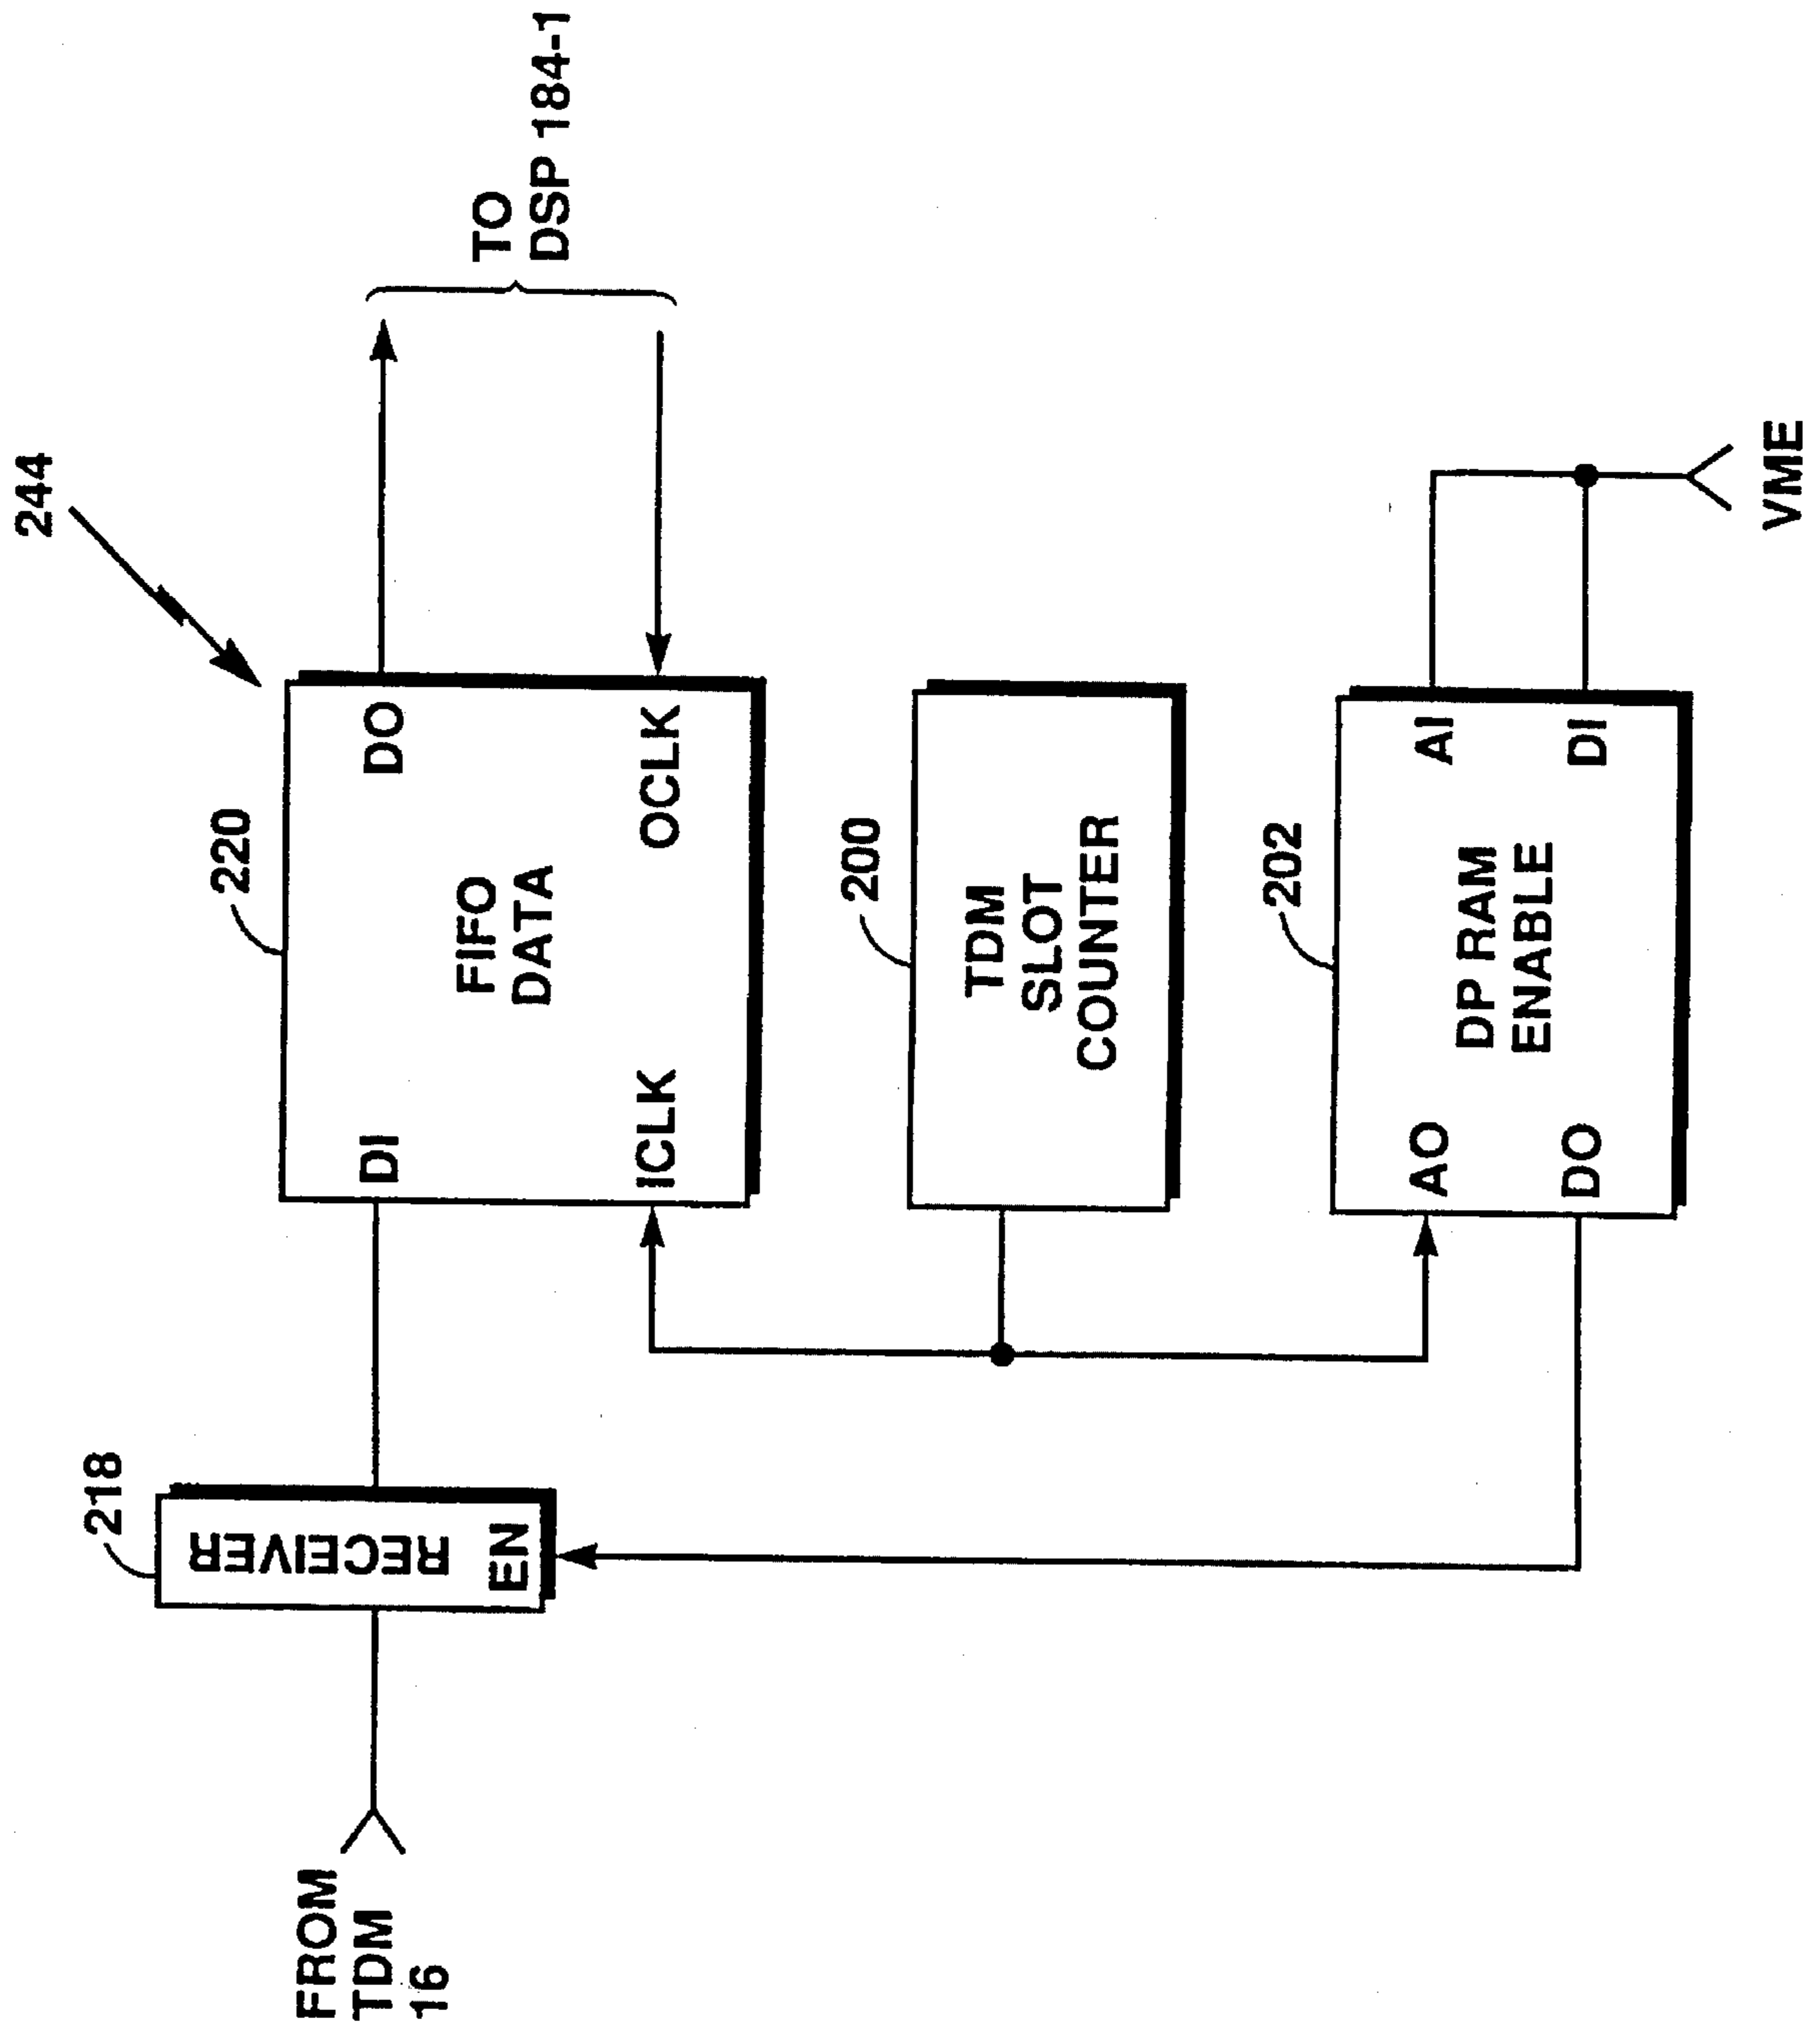 244
218
220
FROM
TDM
16
RECEIVER
EN
DI
DO
FIFO
DATA
ICLK
OCLK
TO
DSP 184-1
200
TDM
SLOT
COUNTER
202
AO
AI
DP RAM
ENABLE
DO
DI
VME